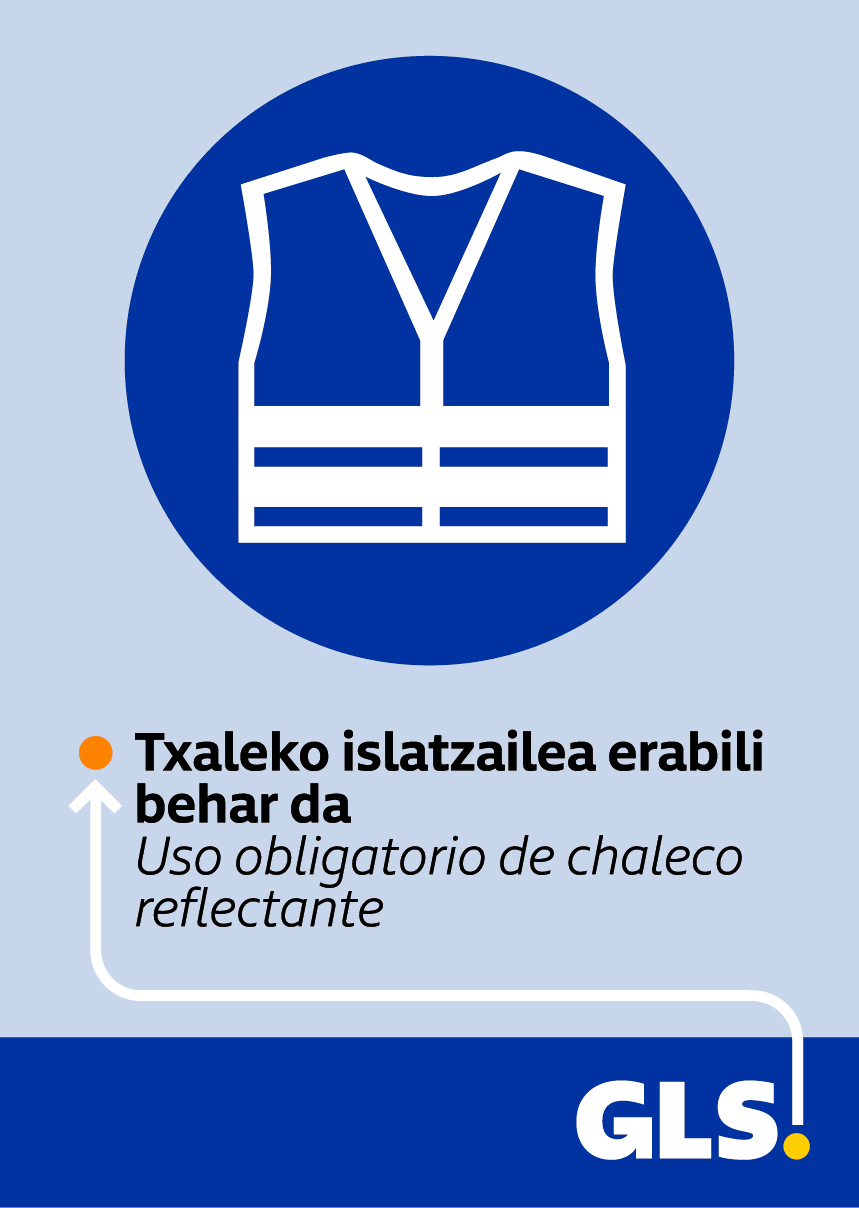 Txaleko islatzailea erabili
behar da
Uso obligatorio de chaleco
reflectante
GLS.